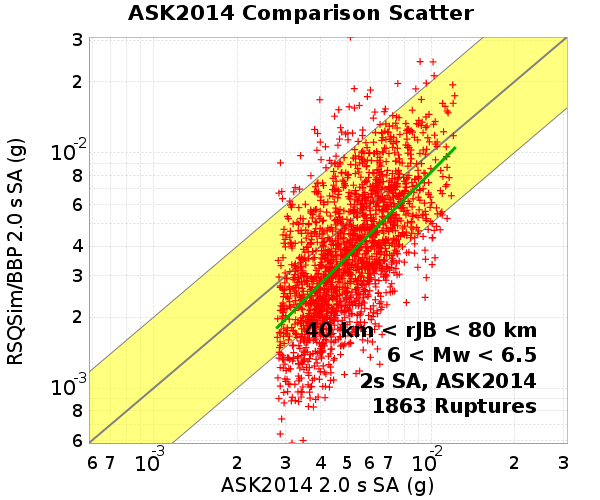 ASK2014 Comparison Scatter
RSQSim/BBP 2.0 s SA (g)
3
2
10-2
8
6
4
3
2
10-3
8
6
40 km < rJB < 80 km
6 < Mw < 6.5
2s SA, ASK2014
1863 Ruptures
6 7 10-3 2 3 4 5 6 7 10-2 2 3
ASK2014 2.0 s SA (g)